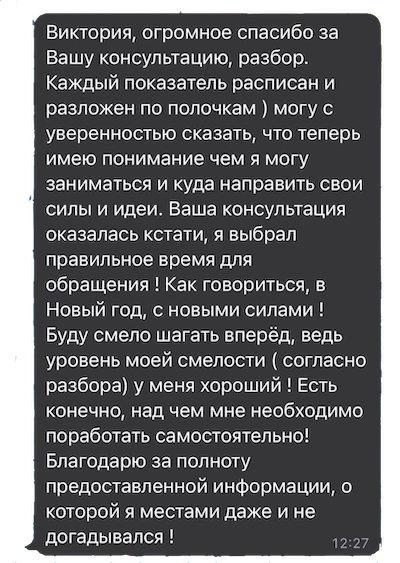 Виктория, огромное спасибо за
Вашу консультацию, разбор.
Каждый показатель расписан и
разложен по полочкам ) могу с
уверенностью сказать, что теперь
имею понимание чем я могу
заниматься и куда направить свои
силы и идеи. Ваша консультация
оказалась кстати, я выбрал
правильное время для
обращения ! Как говориться, в
Новый год, с новыми силами !
Буду смело шагать вперёд, ведь
уровень моей смелости ( согласно
разбора) у меня хороший ! Есть
конечно, над чем мне необходимо
поработать самостоятельно!
Благодарю за полноту
предоставленной информации, о
которой я местами даже и не
догадывался !
12:27